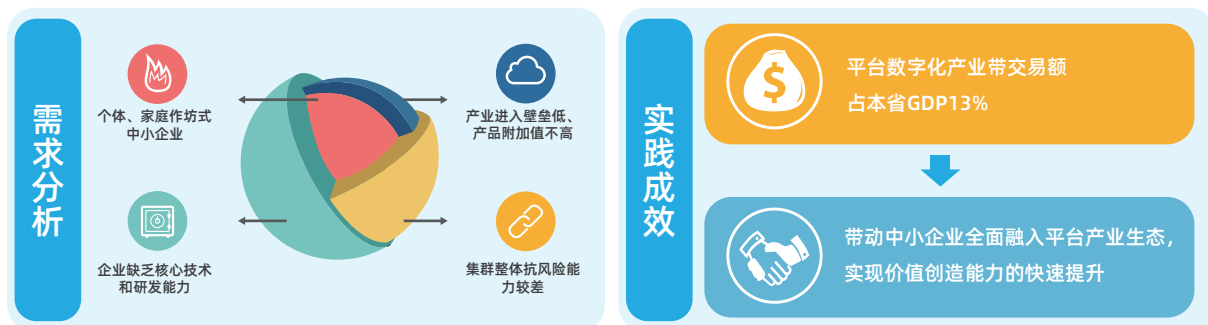 需求分析
个体、家庭作坊式
中小企业
产业进入壁垒低、
产品附加值不高
企业缺乏核心技术
和研发能力
集群整体抗风险能
力较差
实践成效
平台数字化产业带交易额
占本省GDP13%
带动中小企业全面融入平台产业生态，
实现价值创造能力的快速提升